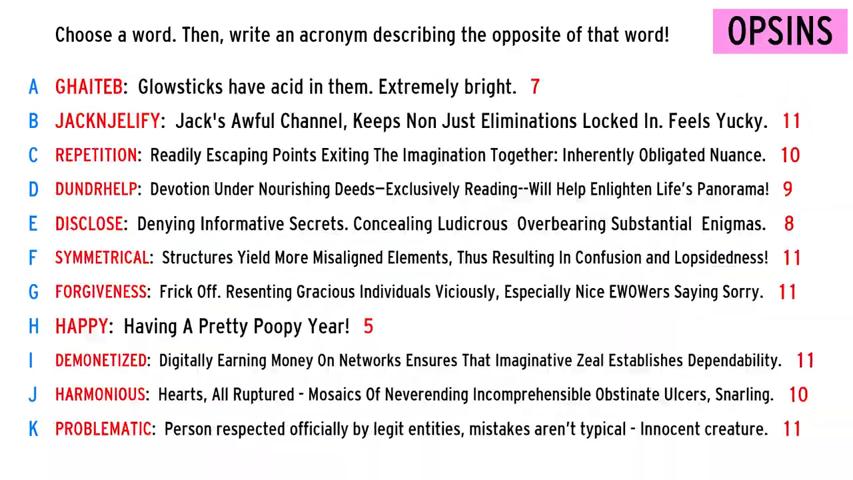 Choose a word. Then, write an acronym describing the opposite of that word!
OPSINS
A GHAITEB: Glowsticks have acid in them. Extremely bright. 7
B JACKNJELIFY: Jack's Awful Channel, Keeps Non Just Eliminations Locked In. Feels Yucky. 11
C REPETITION: Readily Escaping Points Exiting The Imagination Together: Inherently Obligated Nuance. 10
D DUNDRHELP: Devotion Under Nourishing Deeds—Exclusively Reading--Will Help Enlighten Life's Panorama! 9
E DISCLOSE: Denying Informative Secrets. Concealing Ludicrous Overbearing Substantial Enigmas. 8
F SYMMETRICAL: Structures Yield More Misaligned Elements, Thus Resulting In Confusion and Lopsidedness! 11
G FORGIVENESS: Frick Off. Resenting Gracious Individuals Viciously, Especially Nice EWOWers Saying Sorry. 11
H HAPPY: Having A Pretty Poopy Year! 5
I DEMONETIZED: Digitally Earning Money On Networks Ensures That Imaginative Zeal Establishes Dependability. 11
J HARMONIOUS: Hearts, All Ruptured - Mosaics Of Neverending Incomprehensible Obstinate Ulcers, Snarling. 10
K PROBLEMATIC: Person respected officially by legit entities, mistakes aren't typical - Innocent creature. 11